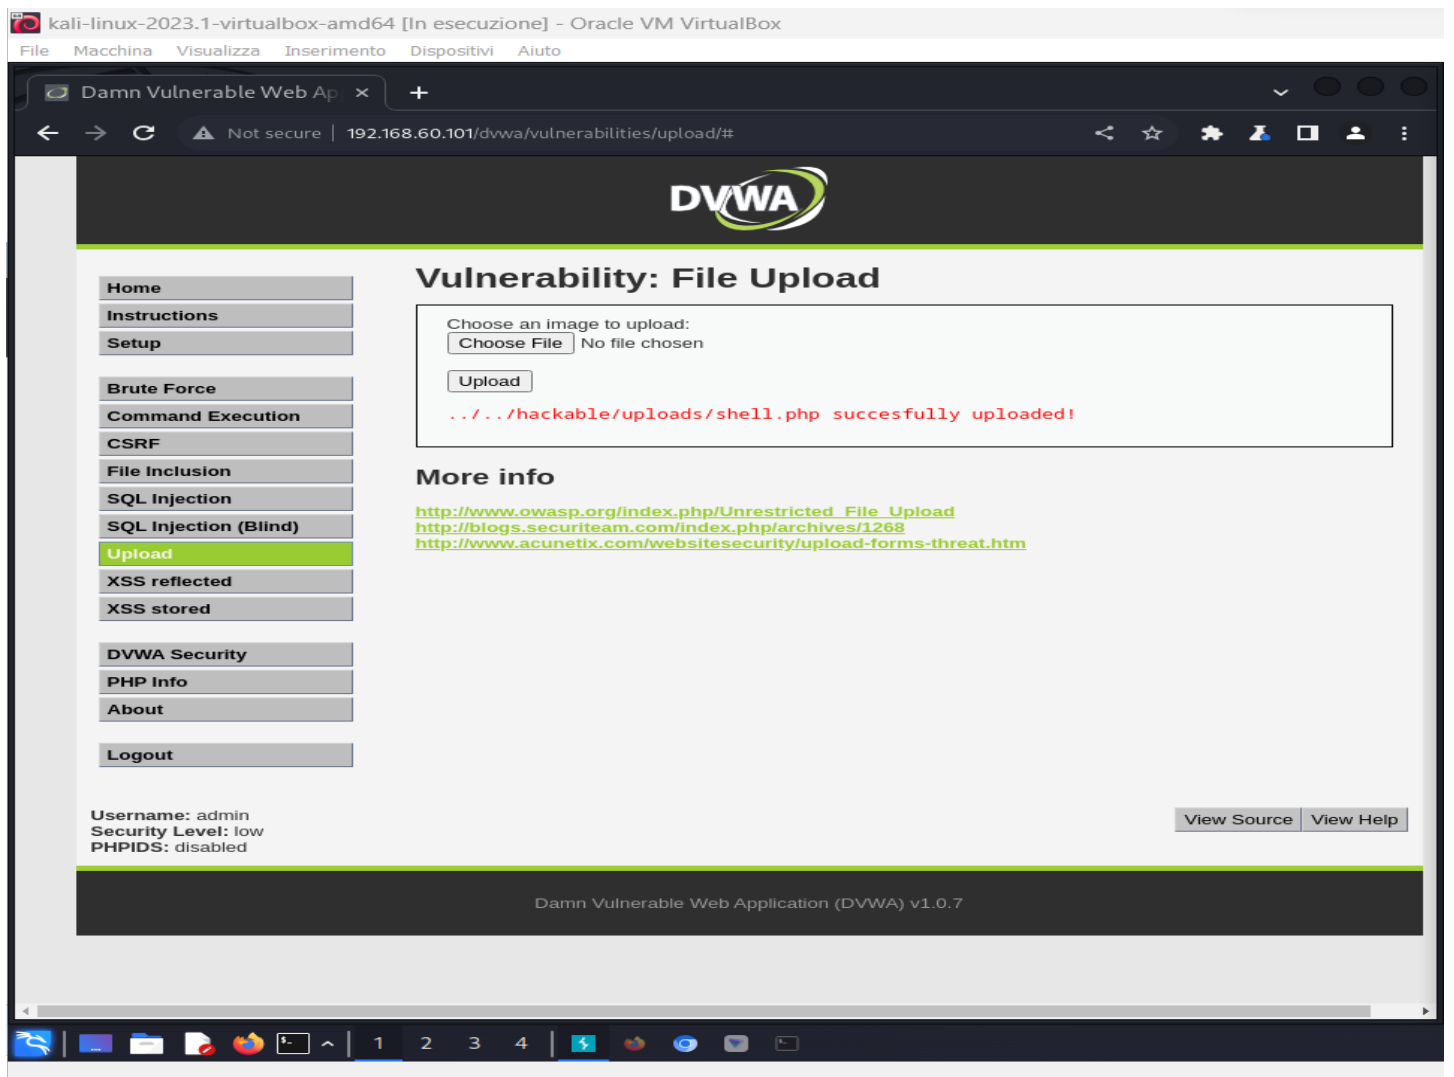 kali-linux-2023.1-virtualbox-amd64 [In esecuzione] - Oracle VM VirtualBox
File Macchina Visualizza Inserimento Dispositivi Aiuto
Damn Vulnerable Web Ap
Not secure | 192.168.60.101/dvwa/vulnerabilities/upload/#
DVWA
Home
Instructions
Setup
Brute Force
Command Execution
CSRF
File Inclusion
SQL Injection
SQL Injection (Blind)
Upload
XSS reflected
XSS stored
DVWA Security
PHP Info
About
Logout
Vulnerability: File Upload
Choose an image to upload:
Choose File No file chosen
Upload
../../hackable/uploads/shell.php succesfully uploaded!
More info
http://www.owasp.org/index.php/Unrestricted_File_Upload
http://blogs.securiteam.com/index.php/archives/1268
http://www.acunetix.com/websitesecurity/upload-forms-threat.htm
Username: admin
Security Level: low
PHPIDS: disabled
View Source View Help
Damn Vulnerable Web Application (DVWA) v1.0.7
1 2 3 4